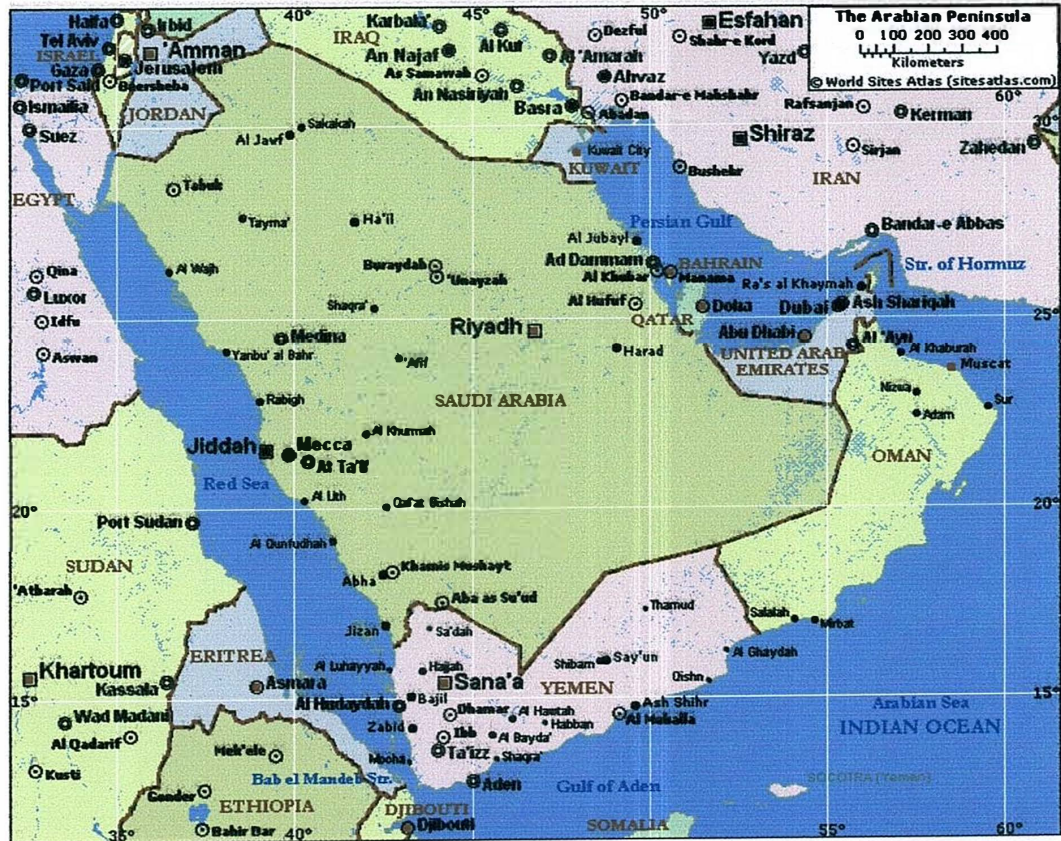 The Arabian Peninsula
0 100 200 300 400
Kilometers
© World Sites Atlas (sitesatlas.com)
40°
50°
60°
30°
25°
25°
20°
20°
15°
15°
35°
40°
55°
60°
Haifa
Irbid
Tel Aviv
'Amman
ISRAEL
Jerusalem
Gaza
Port Said
Beersheba
Ismailia
JORDAN
Suez
EGYPT
Karbala'
IRAQ
An Najaf
Al Kut
Al 'Amarah
As Samawah
An Nasiriyah
Basra
Dezful
Esfahan
Shahr-e Kord
Yazd
Ahvaz
Bandar-e Mahshahr
Abadan
Rafsanjan
Kerman
Shiraz
Sirjan
Zahedan
Kuwait City
KUWAIT
Bushehr
IRAN
Sakakah
Al Jawf
Tabuk
Tayma'
Ha'il
Persian Gulf
Bandar-e Abbas
Al Jubayl
Qina
Al Wajh
Buraydah
'Unayzah
Ad Dammam
BAHRAIN
Al Khubar
Manama
Str. of Hormuz
Ra's al Khaymah
Luxor
Idfu
Shaqra'
Al Hufuf
QATAR
Doha
Dubai
Ash Shariqah
Aswan
Medina
Riyadh
Abu Dhabi
Yanbu' al Bahr
'Afif
Harad
UNITED ARAB
EMIRATES
Al 'Ayn
Al Khaburah
Muscat
Rabigh
SAUDI ARABIA
Nizwa
Adam
Sur
Al Khurmah
Jiddah
Mecca
At Ta'if
OMAN
Red Sea
Al Lith
Qal'at Bishah
Port Sudan
Al Qunfudhah
SUDAN
'Atbarah
Abha
Khamis Mushayt
Aba as Su'ud
Thamud
Salalah
Mirbat
Jizan
Sa'dah
ERITREA
Al Luhayyah
Hajjah
Shibam
Say'un
Al Ghaydah
Khartoum
Kassala
Asmara
Sana'a
YEMEN
Qishn
Al Hudaydah
Bajil
Ash Shihr
Arabian Sea
INDIAN OCEAN
Wad Madani
Dhamar
Al Hawtah
Habban
Al Mukalla
Al Qadarif
Zabid
Ibb
Al Bayda'
Mek'ele
Mocha
Ta'izz
Shaqra'
Kusti
Bab el Mandeb Str.
Aden
Gulf of Aden
SOCOTRA (Yemen)
Gonder
ETHIOPIA
DJIBOUTI
Djibouti
SOMALIA
Bahir Dar